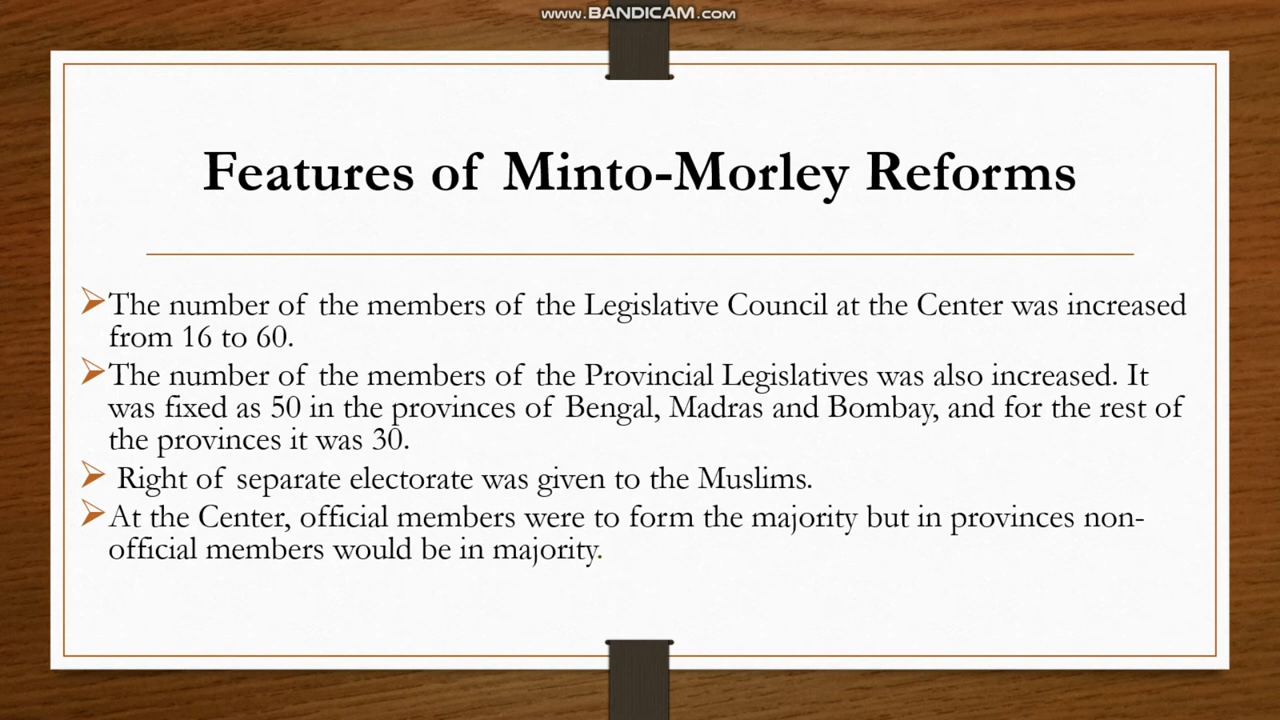 www.BANDICAM.com
Features of Minto-Morley Reforms
The number of the members of the Legislative Council at the Center was increased
from 16 to 60.
The number of the members of the Provincial Legislatives was also increased. It
was fixed as 50 in the provinces of Bengal, Madras and Bombay, and for the rest of
the provinces it was 30.
Right of separate electorate was given to the Muslims.
At the Center, official members were to form the majority but in provinces non-
official members would be in majority.